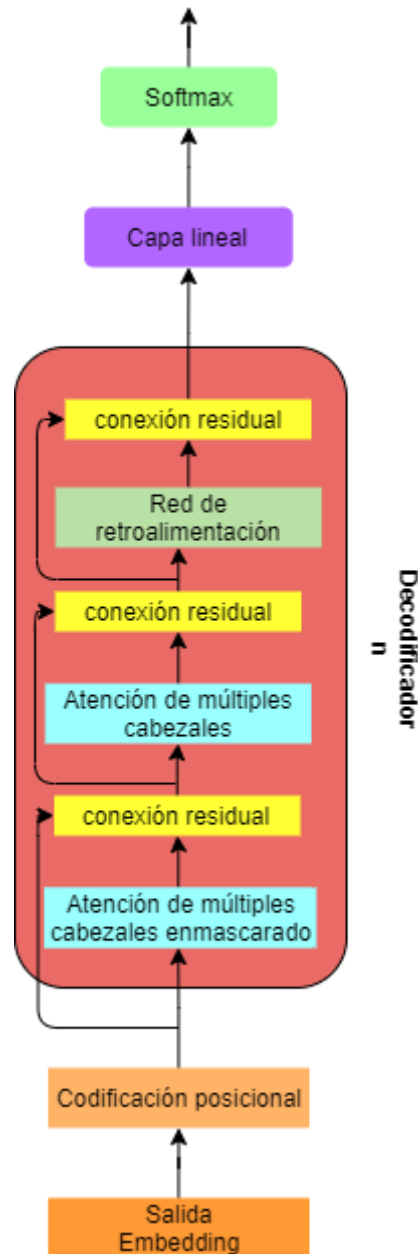 Softmax
Capa lineal
conexión residual
Red de
retroalimentación
conexión residual
Atención de múltiples
cabezales
conexión residual
Atención de múltiples
cabezales enmascarado
Codificación posicional
Salida
Embedding
Decodificador
n